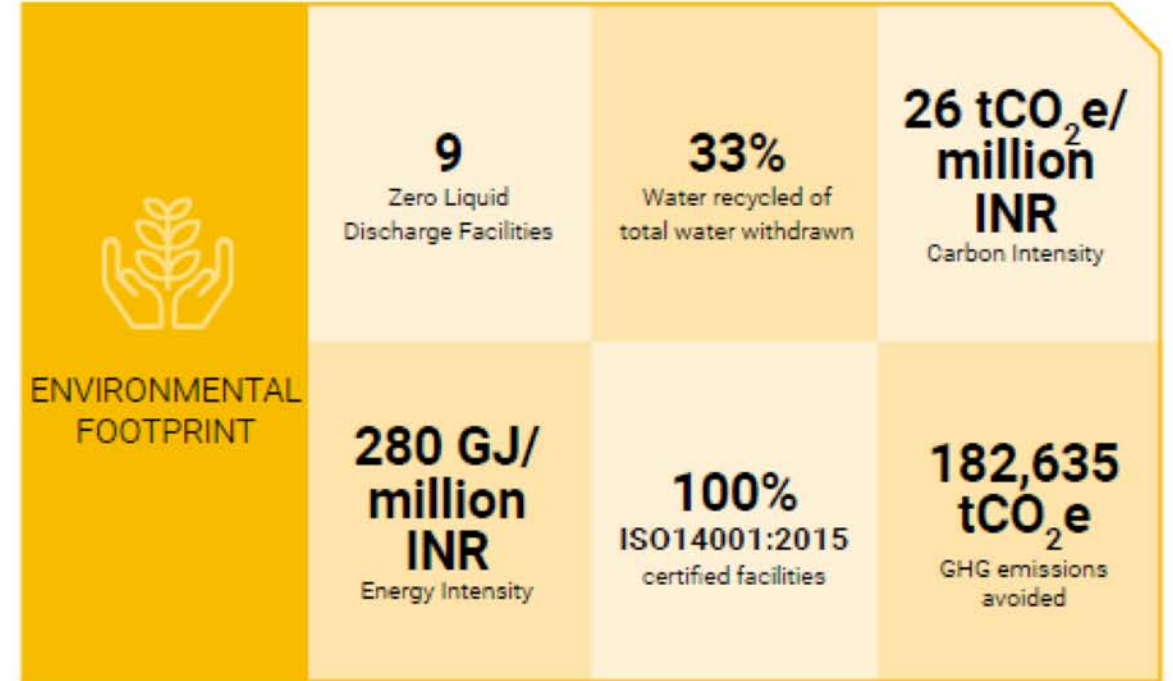 ENVIRONMENTAL
FOOTPRINT
9
Zero Liquid
Discharge Facilities
33%
Water recycled of
total water withdrawn
26 tCO₂e/
million
INR
Carbon Intensity
280 GJ/
million
INR
Energy Intensity
100%
ISO14001:2015
certified facilities
182,635
tCO₂e
GHG emissions
avoided